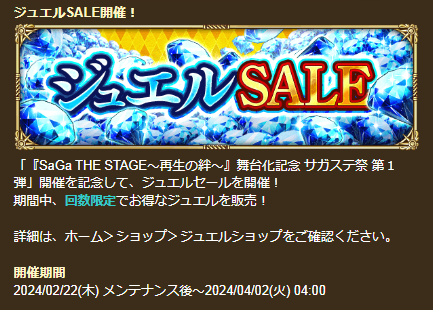 ジュエルSALE開催！
ジュエルSALE
「『SaGa THE STAGE～再生の絆～』舞台化記念 サガステ祭 第１
弾」開催を記念して、ジュエルセールを開催！
期間中、回数限定でお得なジュエルを販売！
詳細は、ホーム＞ショップ＞ジュエルショップをご確認ください。
開催期間
2024/02/22(木) メンテナンス後～2024/04/02(火) 04:00